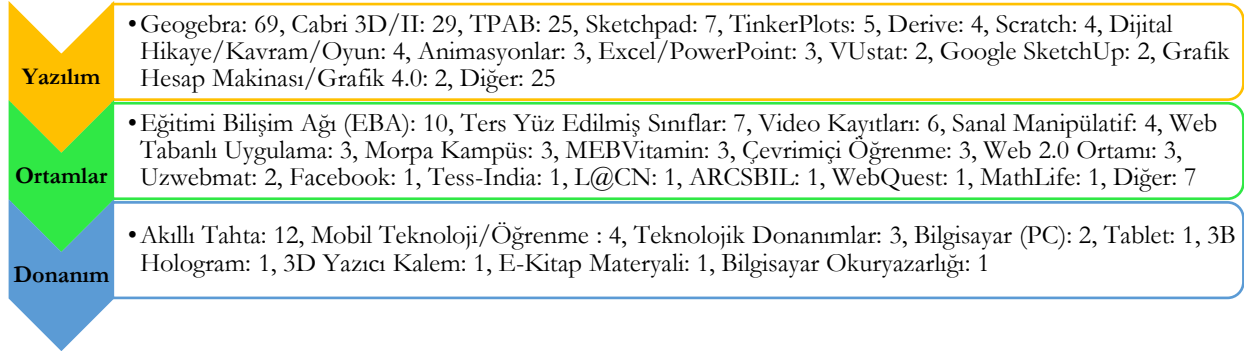 Yazılım
•Geogebra: 69, Cabri 3D/II: 29, TPAB: 25, Sketchpad: 7, TinkerPlots: 5, Derive: 4, Scratch: 4, Dijital
Hikaye/Kavram/Oyun: 4, Animasyonlar: 3, Excel/PowerPoint: 3, VUstat: 2, Google SketchUp: 2, Grafik
Hesap Makinası/Grafik 4.0: 2, Diğer: 25
Ortamlar
•Eğitimi Bilişim Ağı (EBA): 10, Ters Yüz Edilmiş Sınıflar: 7, Video Kayıtları: 6, Sanal Manipülatif: 4, Web
Tabanlı Uygulama: 3, Morpa Kampüs: 3, MEBVitamin: 3, Çevrimiçi Öğrenme: 3, Web 2.0 Ortamı: 3,
Uzwebmat: 2, Facebook: 1, Tess-India: 1, L@CN: 1, ARCSBIL: 1, WebQuest: 1, MathLife: 1, Diğer: 7
Donanım
•Akıllı Tahta: 12, Mobil Teknoloji/Öğrenme : 4, Teknolojik Donanımlar: 3, Bilgisayar (PC): 2, Tablet: 1, 3B
Hologram: 1, 3D Yazıcı Kalem: 1, E-Kitap Materyali: 1, Bilgisayar Okuryazarlığı: 1